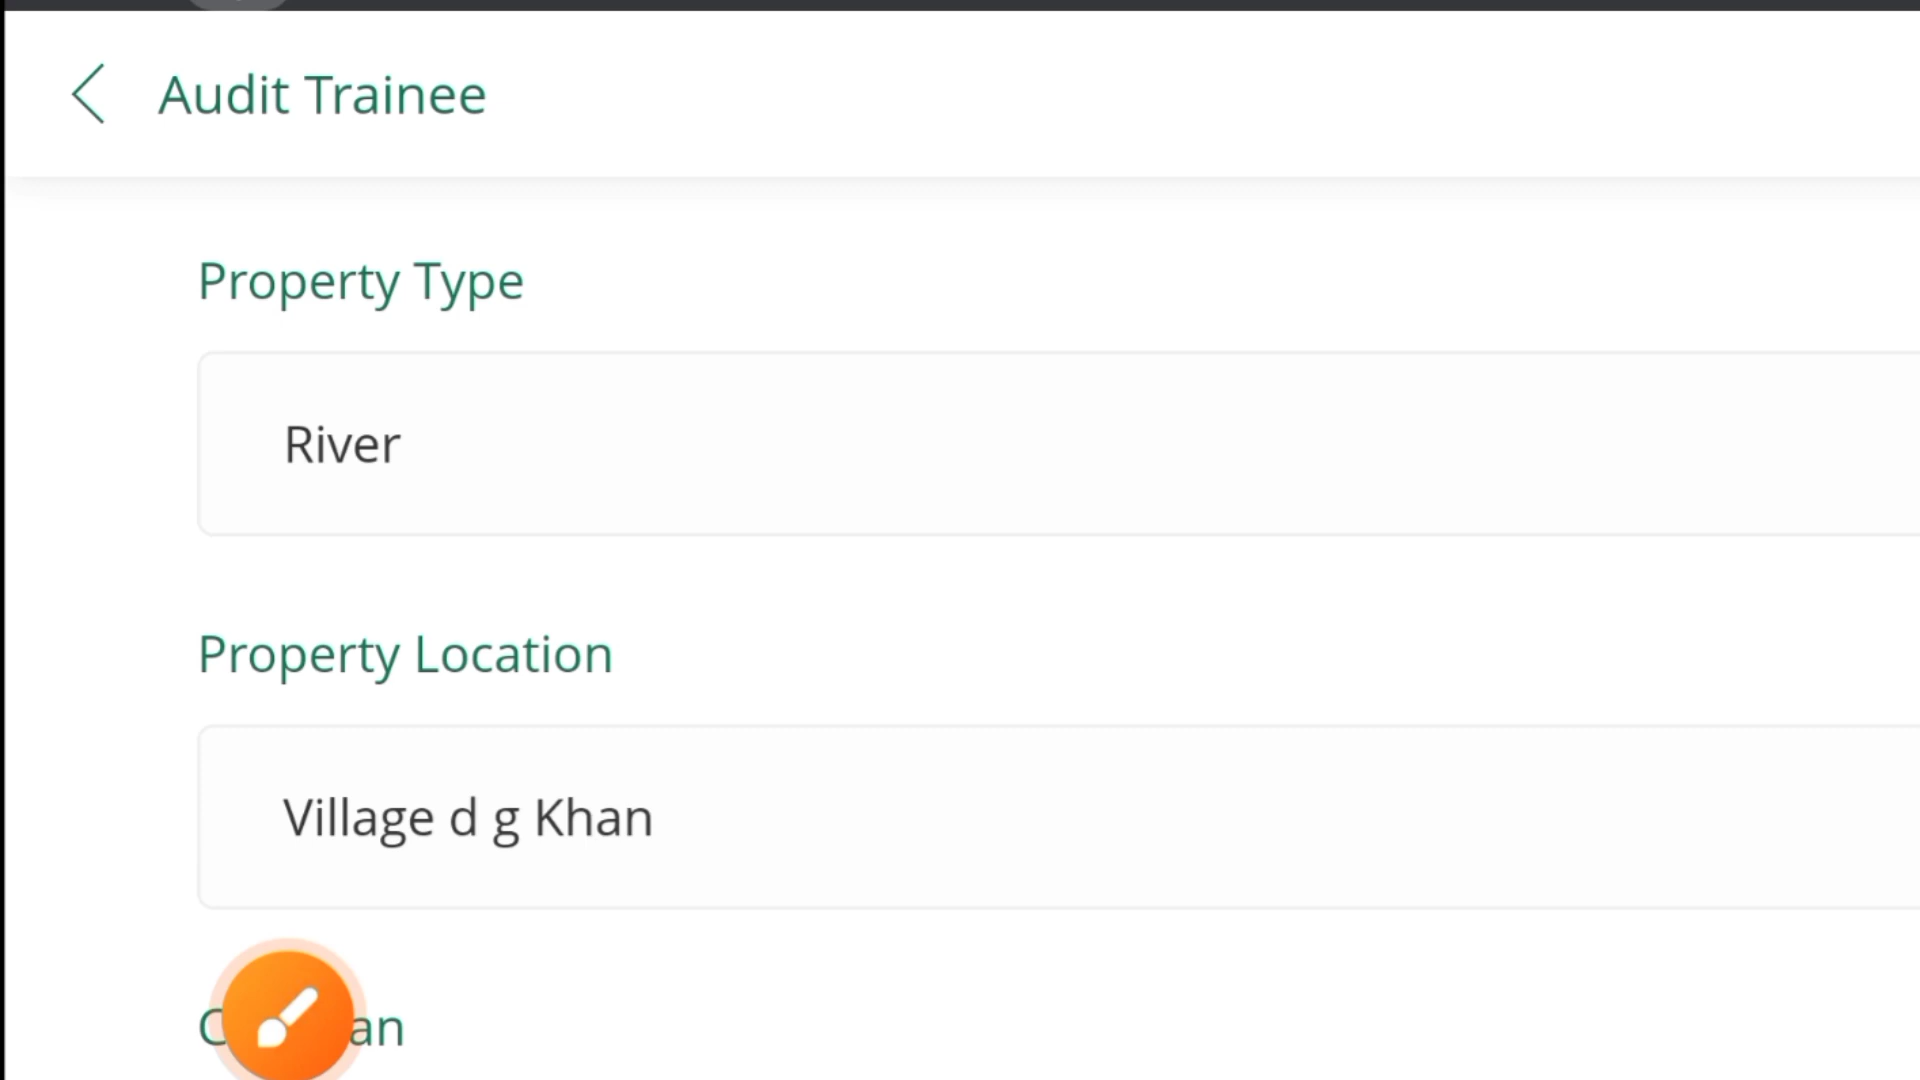 Audit Trainee
Property Type
River
Property Location
Village d g Khan